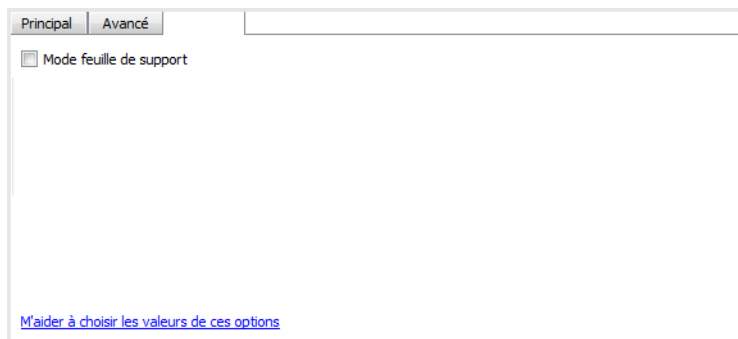 Principal Avancé
Mode feuille de support
M'aider à choisir les valeurs de ces options